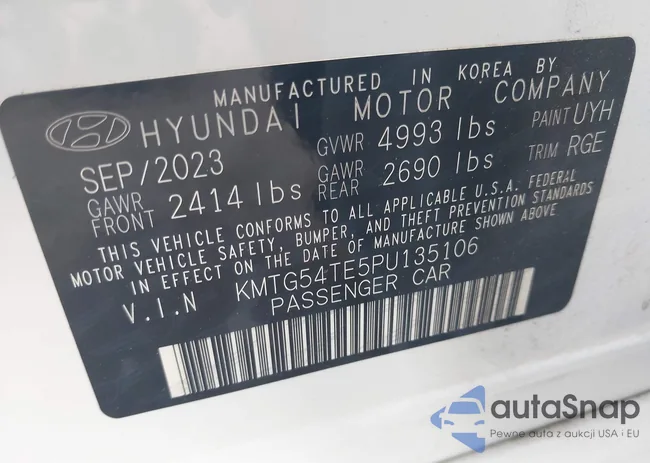 MANUFACTURED IN KOREA BY
HYUNDAI MOTOR COMPANY
SEP/2023 GVWR 4993 lbs PAINT UYH
GAWR FRONT 2414 lbs GAWR REAR 2690 lbs TRIM RGE
THIS VEHICLE CONFORMS TO ALL APPLICABLE U.S.A. FEDERAL
MOTOR VEHICLE SAFETY, BUMPER, AND THEFT PREVENTION STANDARDS
IN EFFECT ON THE DATE OF MANUFACTURE SHOWN ABOVE
V.I.N KMTG54TE5PU135106
PASSENGER CAR
autaSnap
Pewne auta z aukcji USA i EU